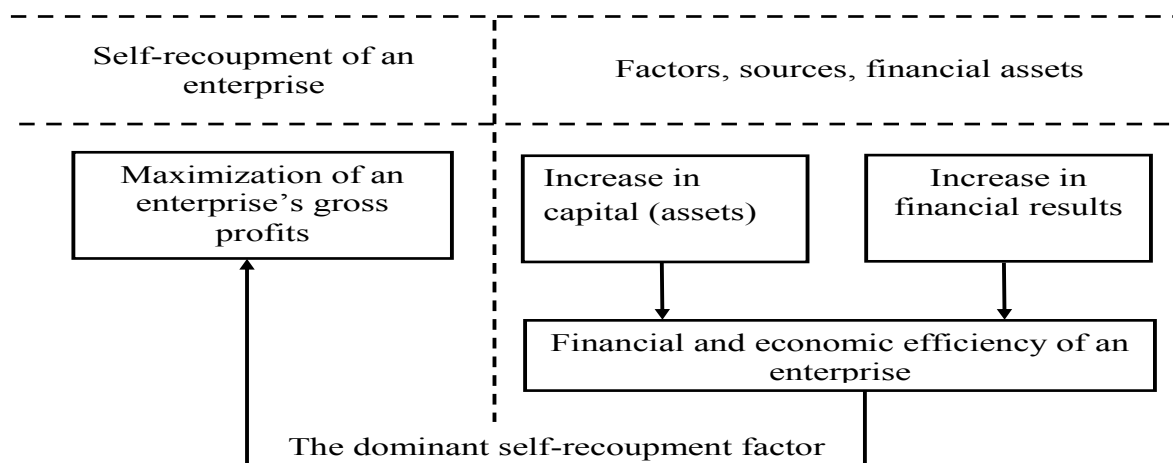 Self-recoupment of an
enterprise
Factors, sources, financial assets
Maximization of an
enterprise’s gross
profits
Increase in
capital (assets)
Increase in
financial results
Financial and economic efficiency of an
enterprise
The dominant self-recoupment factor